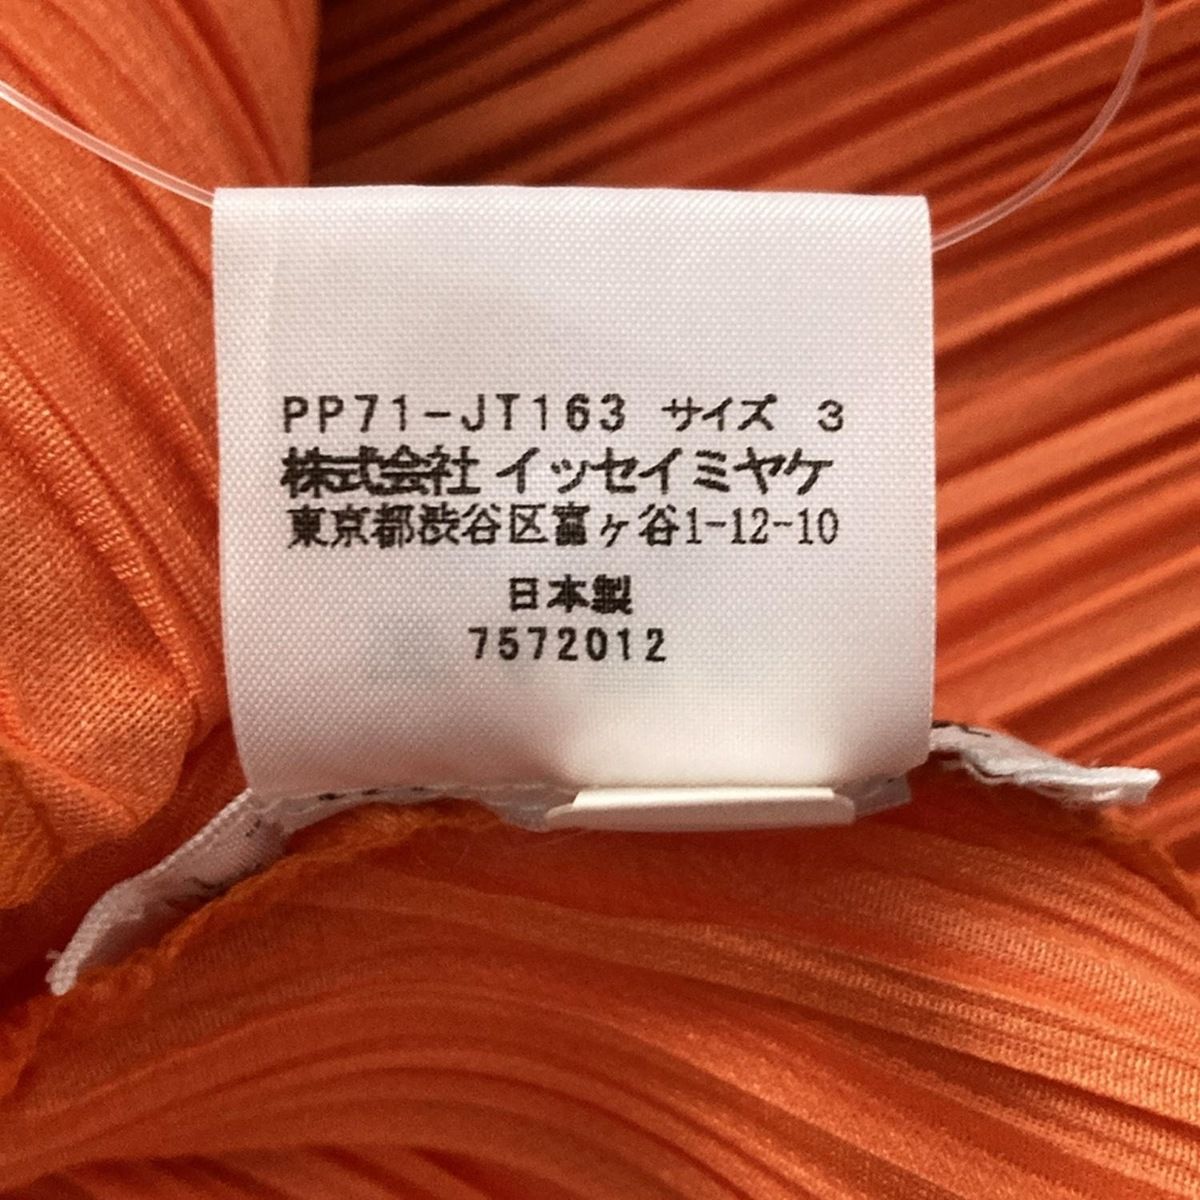 PP71-JT163 サイズ 3
株式会社 イッセイミヤケ
東京都渋谷区富ヶ谷1-12-10
日本製
7572012